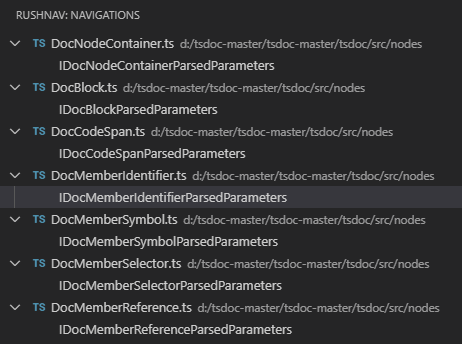 RUSHNAV: NAVIGATIONS
TS DocNodeContainer.ts d:/tsdoc-master/tsdoc-master/tsdoc/src/nodes
IDocNodeContainerParsedParameters
TS DocBlock.ts d:/tsdoc-master/tsdoc-master/tsdoc/src/nodes
IDocBlockParsedParameters
TS DocCodeSpan.ts d:/tsdoc-master/tsdoc-master/tsdoc/src/nodes
IDocCodeSpanParsedParameters
TS DocMemberIdentifier.ts d:/tsdoc-master/tsdoc-master/tsdoc/src/nodes
IDocMemberIdentifierParsedParameters
TS DocMemberSymbol.ts d:/tsdoc-master/tsdoc-master/tsdoc/src/nodes
IDocMemberSymbolParsedParameters
TS DocMemberSelector.ts d:/tsdoc-master/tsdoc-master/tsdoc/src/nodes
IDocMemberSelectorParsedParameters
TS DocMemberReference.ts d:/tsdoc-master/tsdoc-master/tsdoc/src/nodes
IDocMemberReferenceParsedParameters